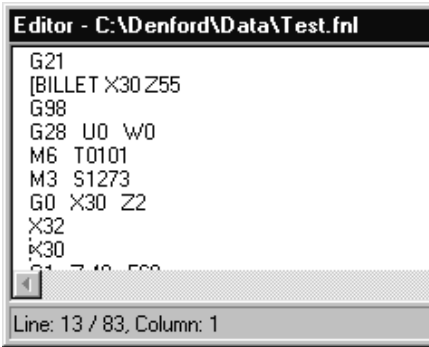 Editor - C:\Denford\Data\Test.fnl
G21
[BILLET X30 Z55
G98
G28 U0 W0
M6 T0101
M3 S1273
G0 X30 Z2
X32
X30
Line: 13 / 83, Column: 1